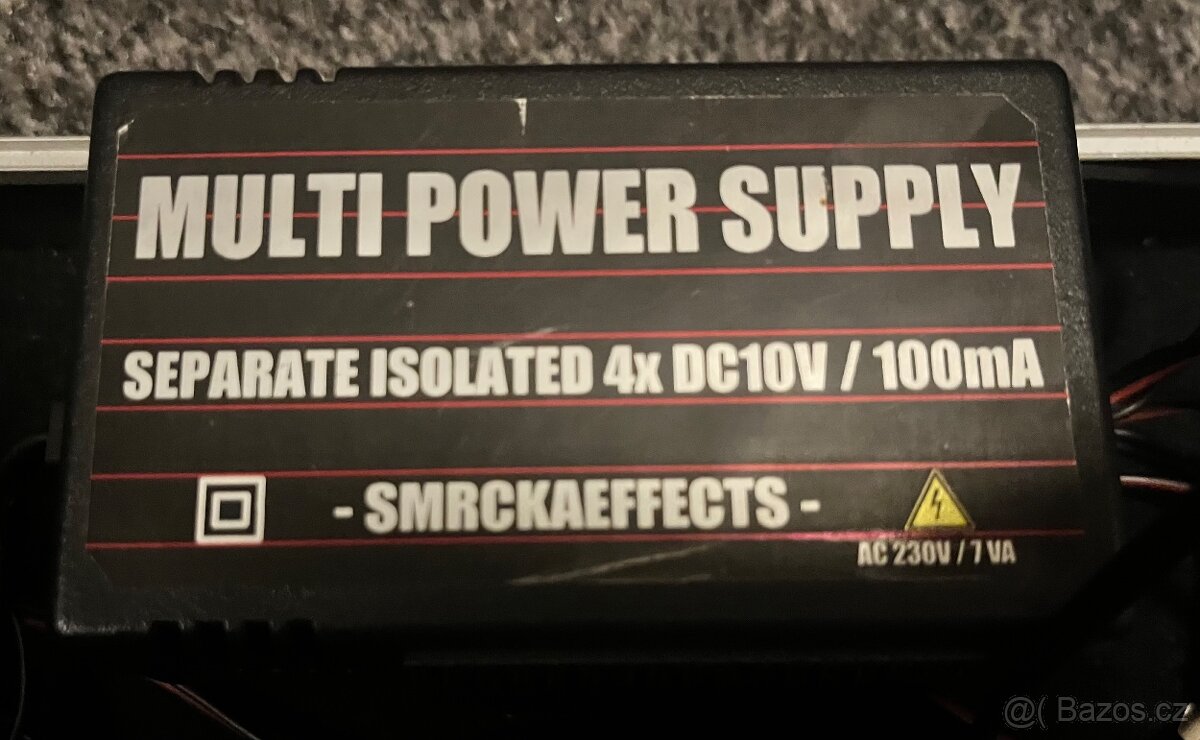 MULTI POWER SUPPLY
SEPARATE ISOLATED 4x DC10V / 100mA
- SMRCKAEFFECTS -
AC 230V / 7 VA
@( Bazos.cz